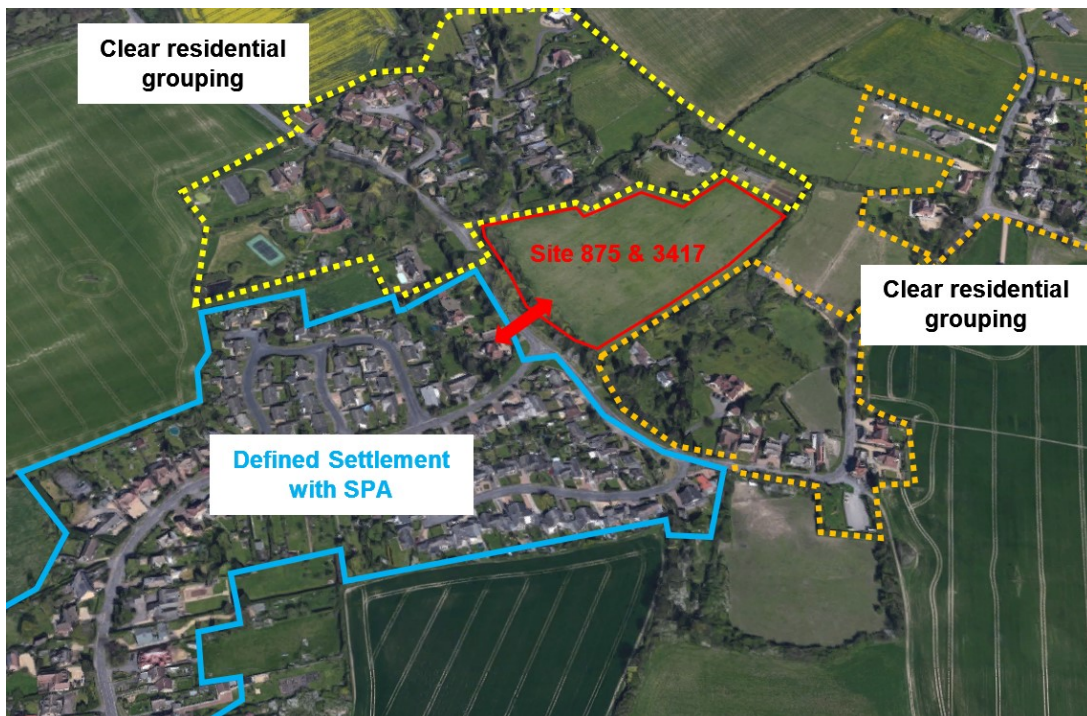 Clear residential
grouping
Site 875 & 3417
Clear residential
grouping
Defined Settlement
with SPA